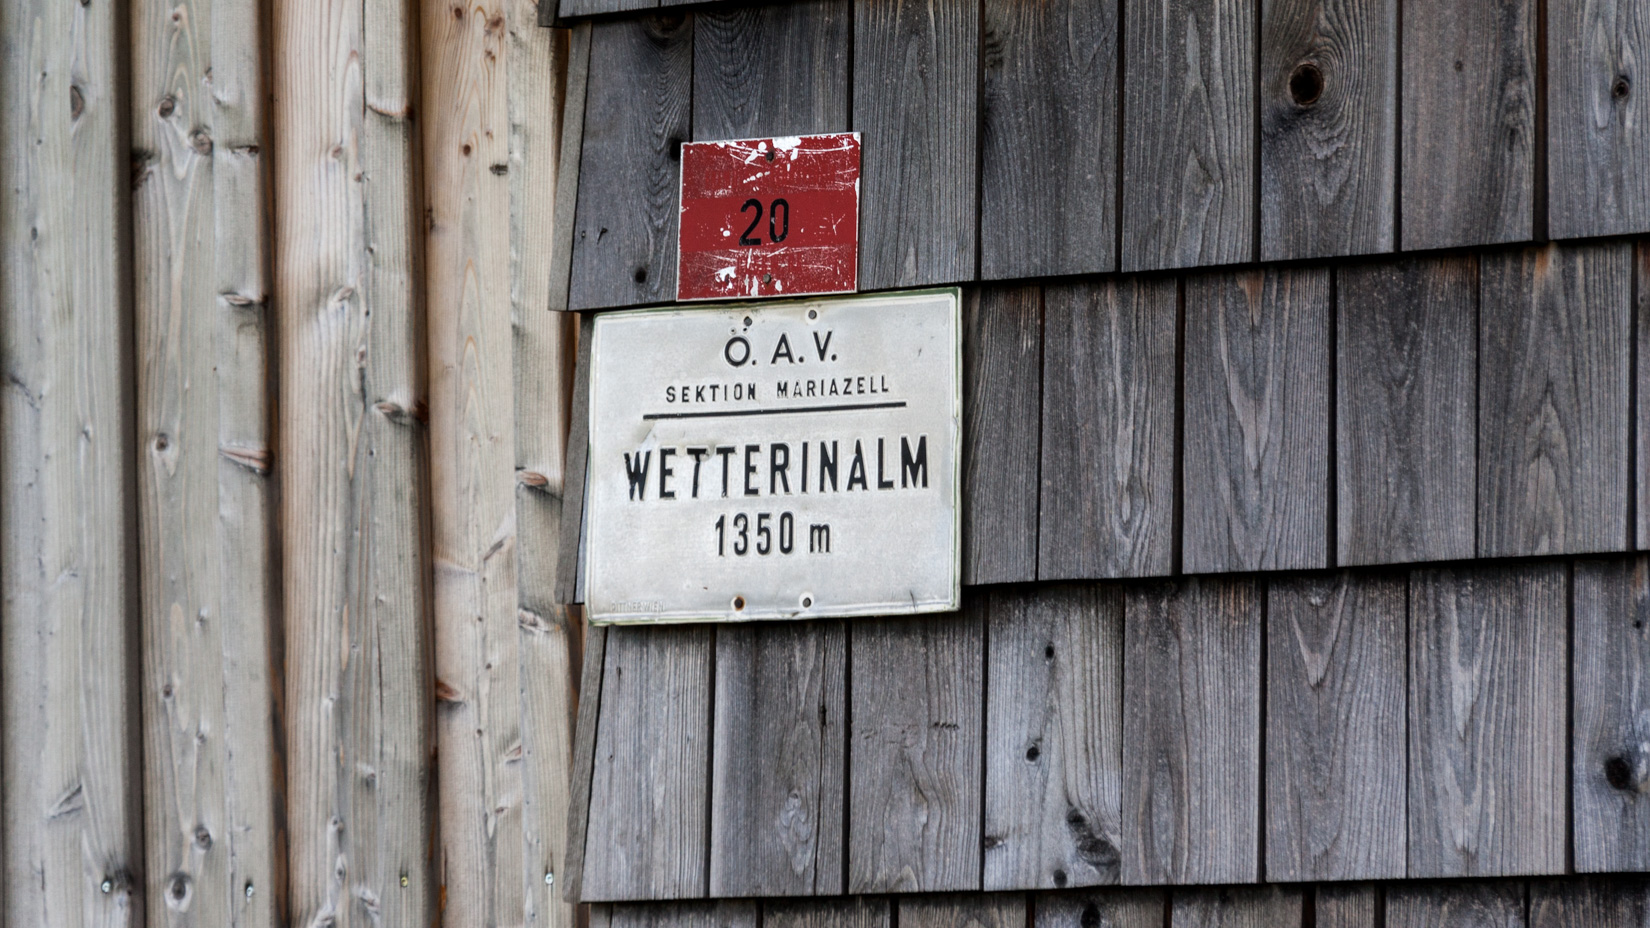 20
Ö. A. V.
SEKTION MARIAZELL
WETTERINALM
1350 m